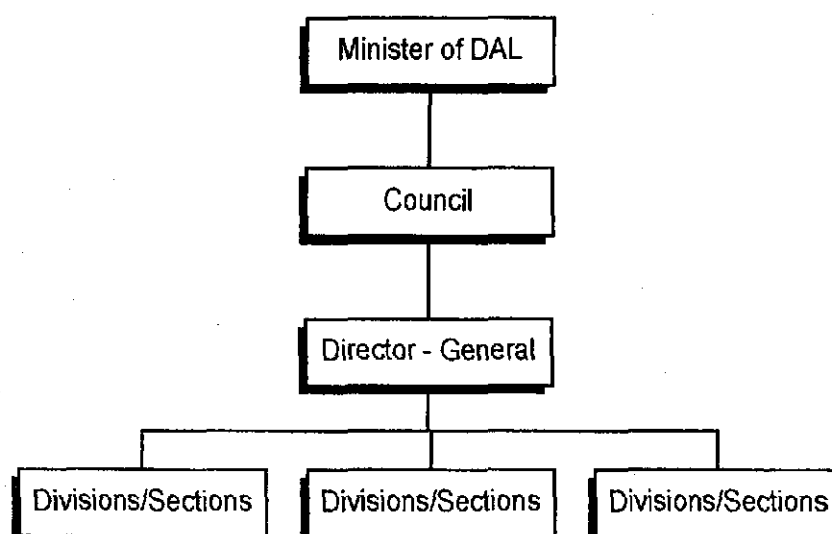 Minister of DAL
Council
Director - General
Divisions/Sections
Divisions/Sections
Divisions/Sections